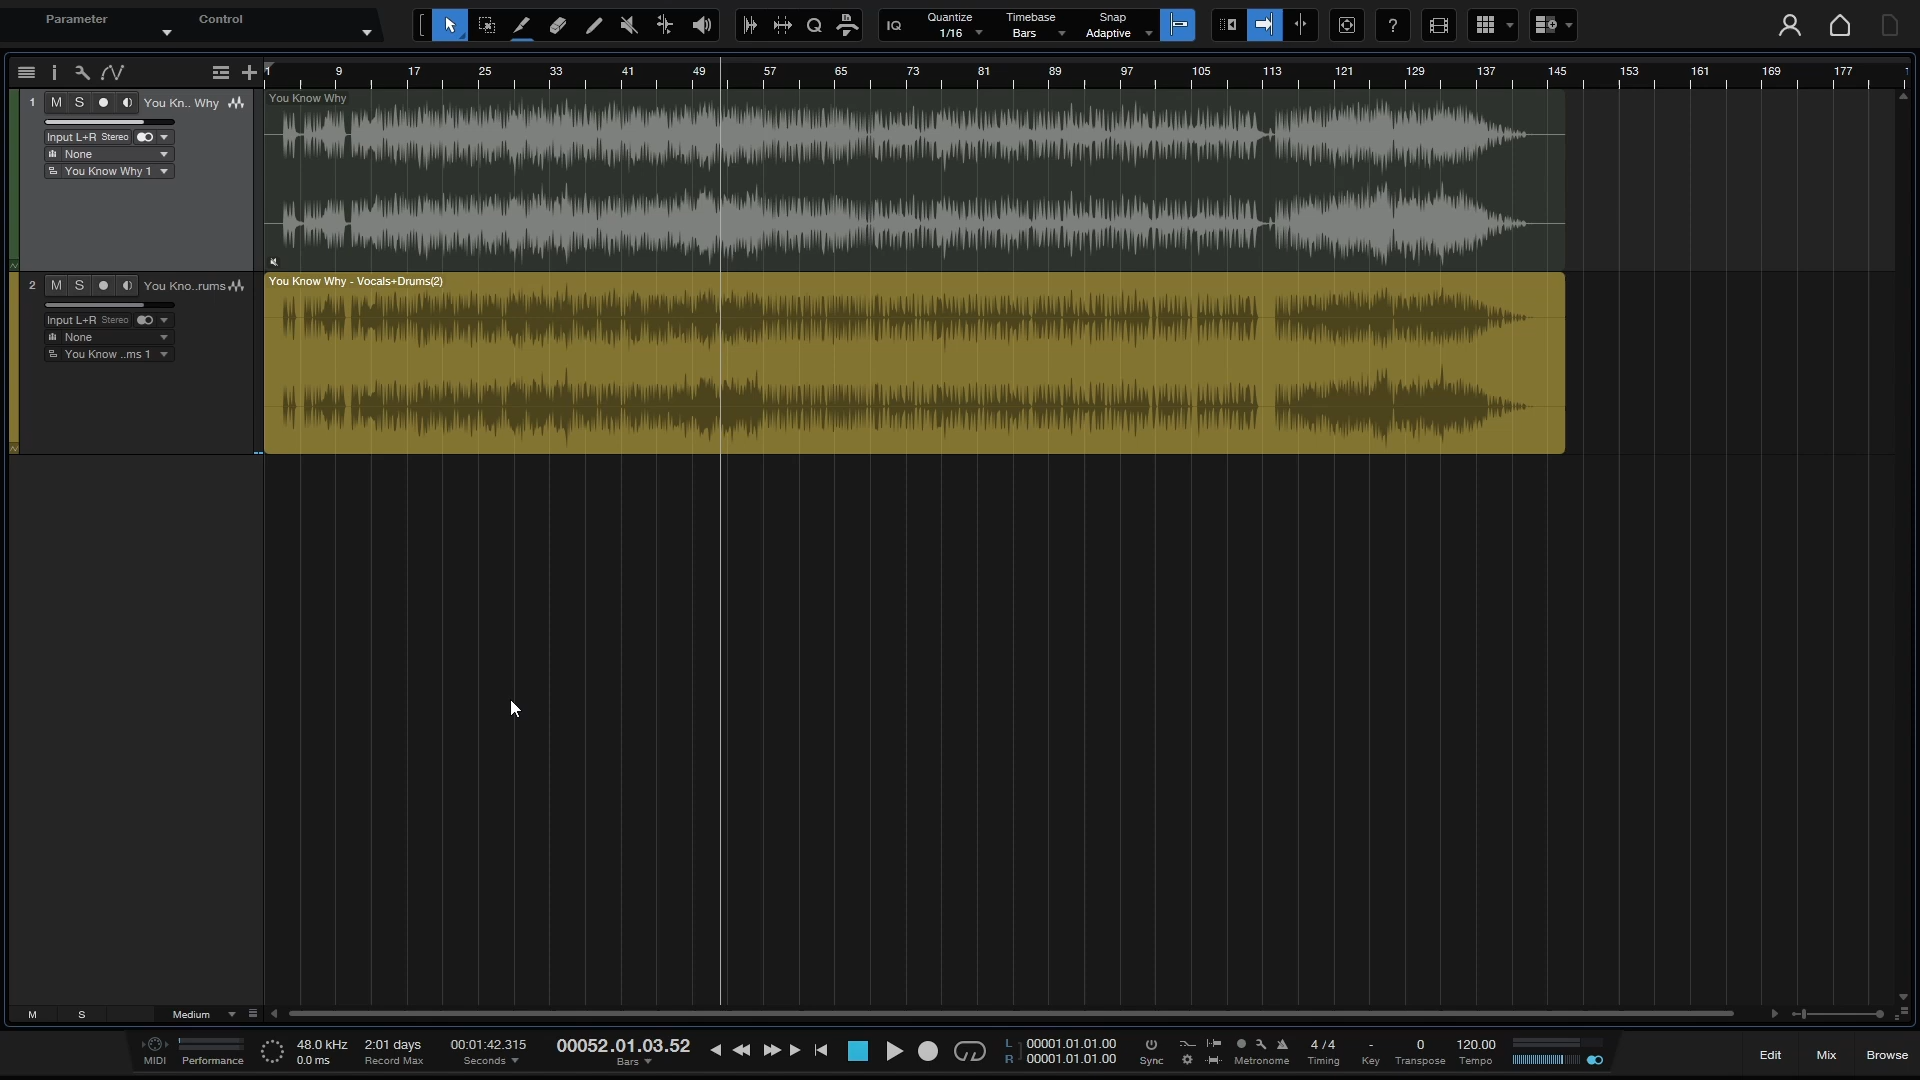 Parameter Control
IQ Quantize 1/16 Timebase Bars Snap Adaptive ?
1 9 17 25 33 41 49 57 65 73 81 89 97 105 113 121 129 137 145 153 161 169 177
1 M S You Kn.. Why
Input L+R Stereo
None
You Know Why 1
You Know Why
2 M S You Kno..rums
Input L+R Stereo
None
You Know ..ms 1
You Know Why - Vocals+Drums(2)
M S Medium
MIDI Performance
48.0 kHz 2:01 days 00:01:42.315 00052.01.03.52
0.0 ms Record Max Seconds Bars
L 00001.01.01.00
R 00001.01.01.00
Sync Metronome
4 / 4 - 0 120.00
Timing Key Transpose Tempo
Edit Mix Browse